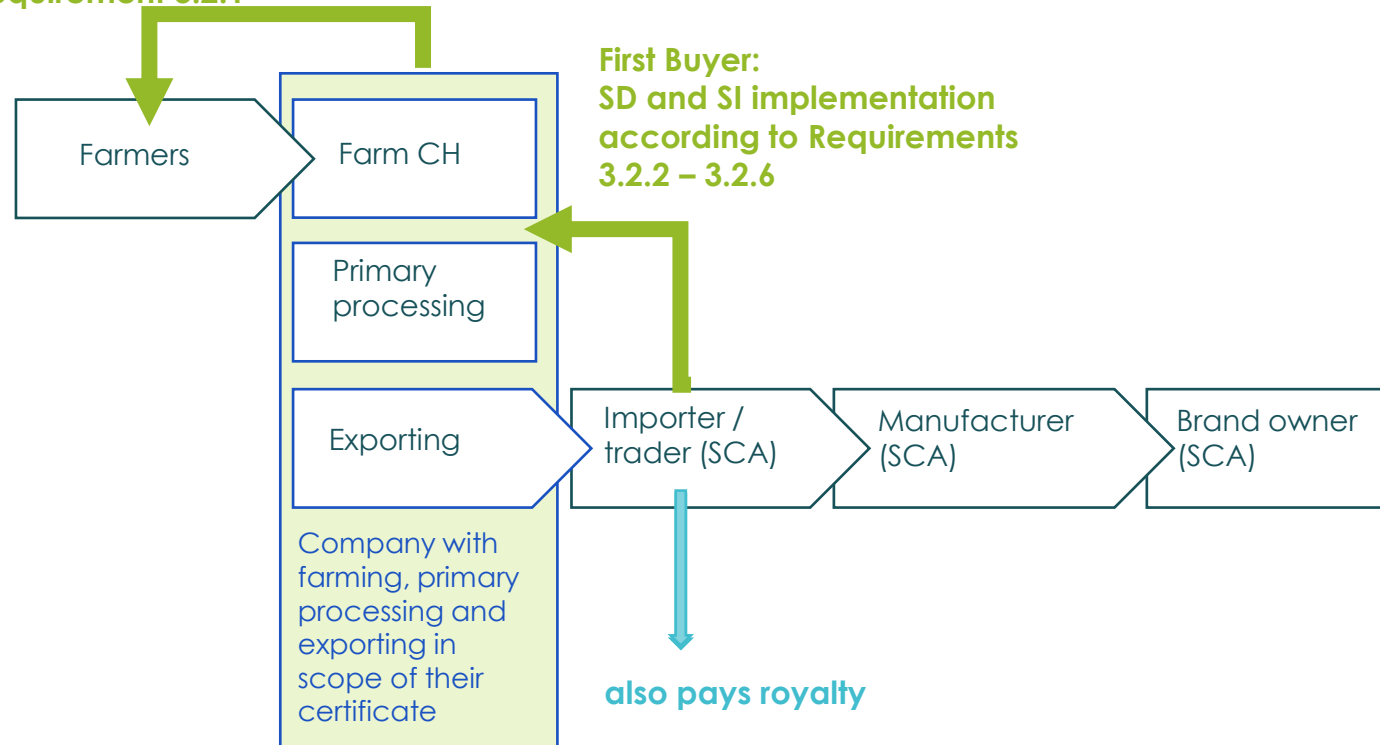 First Buyer:
SD and SI implementation
according to Requirements
3.2.2 – 3.2.6
Farmers
Farm CH
Primary
processing
Exporting
Importer /
trader (SCA)
Manufacturer
(SCA)
Brand owner
(SCA)
Company with
farming, primary
processing and
exporting in
scope of their
certificate
also pays royalty